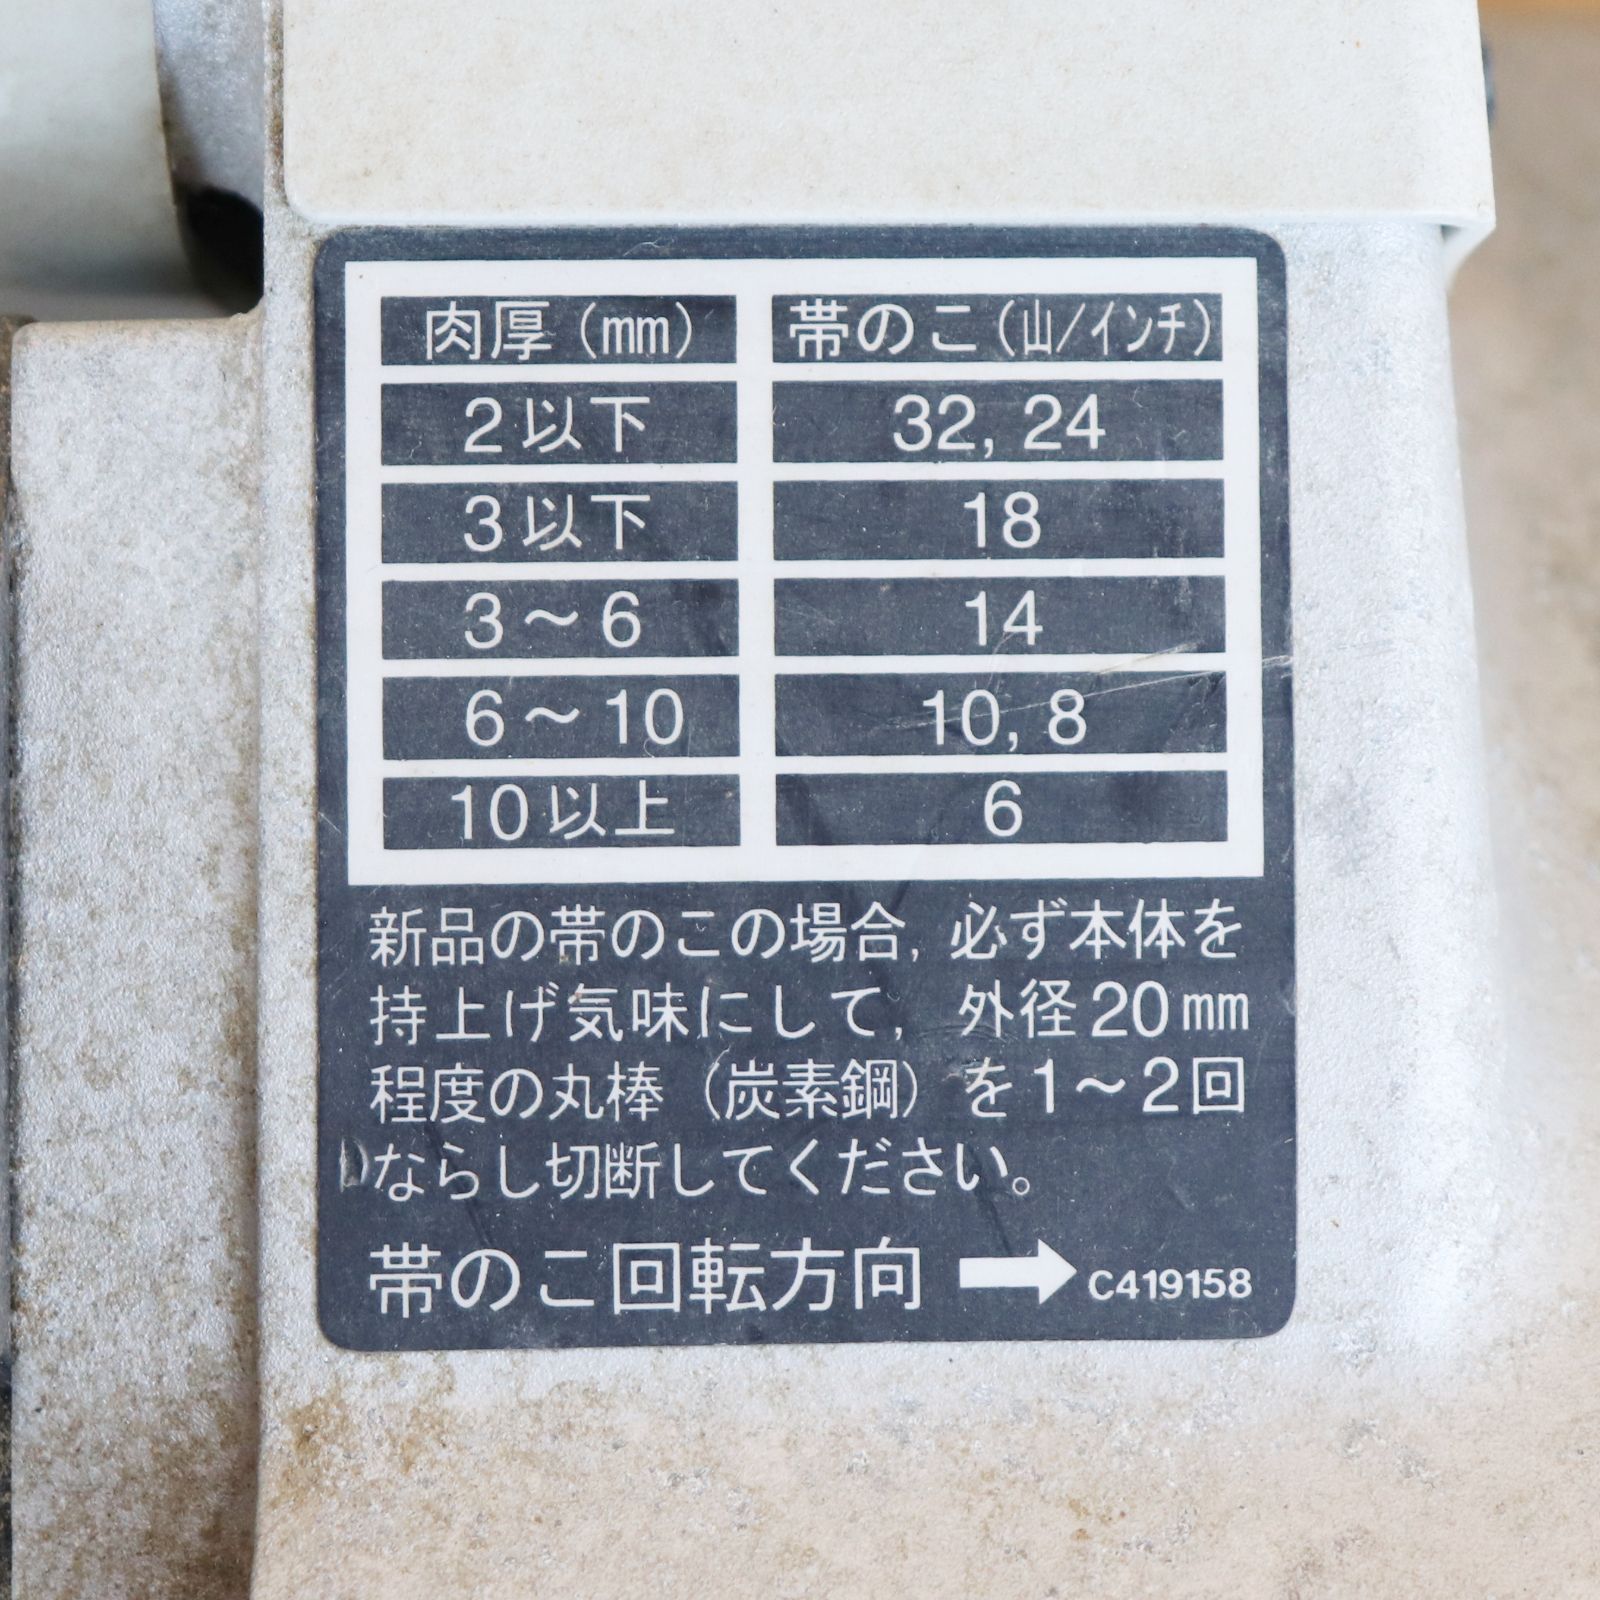 肉厚(mm) 帯のこ(山/インチ)
2以下 32, 24
3以下 18
3～6 14
6～10 10, 8
10以上 6
新品の帯のこの場合, 必ず本体を
持上げ気味にして, 外径20mm
程度の丸棒(炭素鋼)を1～2回
ならし切断してください。
帯のこ回転方向 → C419158